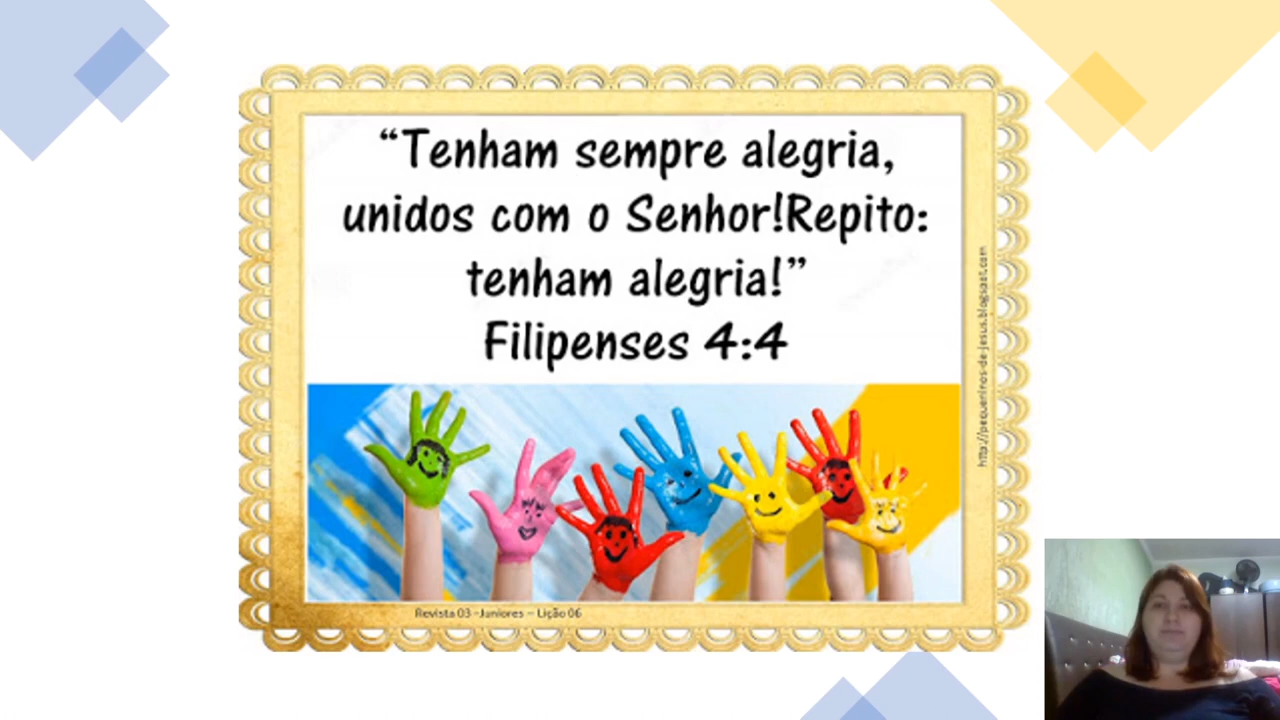 “Tenham sempre alegria,
unidos com o Senhor!Repito:
tenham alegria!”
Filipenses 4:4
http://pequeninos-de-jesus.blogspot.com
Revista 03 -Juniores – Lição 06